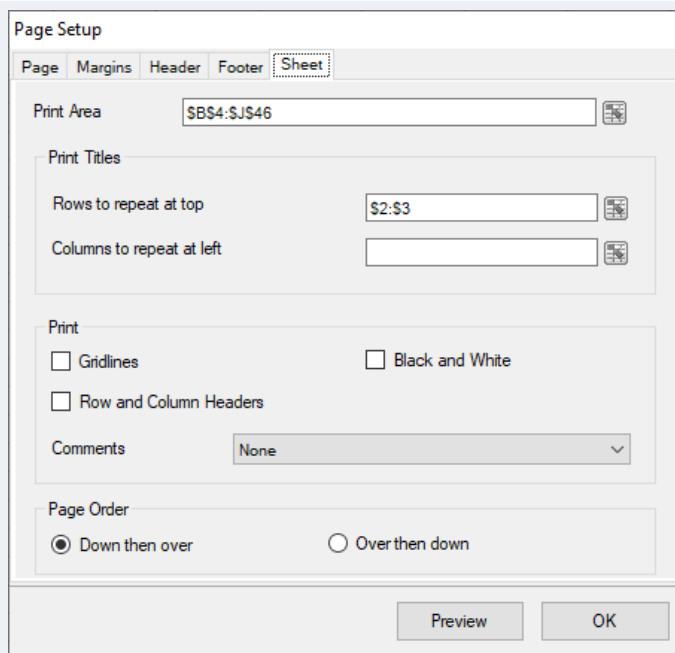 Page Setup
Page Margins Header Footer Sheet
Print Area $B$4:$J$46
Print Titles
Rows to repeat at top $2:$3
Columns to repeat at left
Print
Gridlines Black and White
Row and Column Headers
Comments None
Page Order
Down then over Over then down
Preview OK